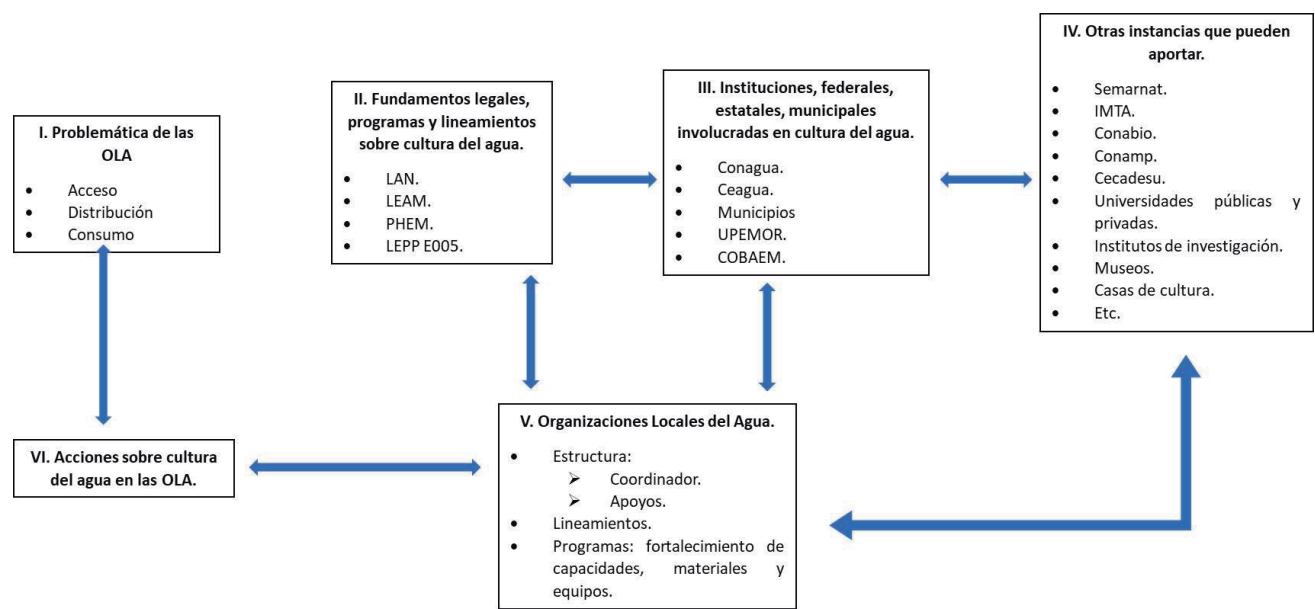 I. Problemática de las
OLA
• Acceso
• Distribución
• Consumo
II. Fundamentos legales,
programas y lineamientos
sobre cultura del agua.
• LAN.
• LEAM.
• PHEM.
• LEPP E005.
III. Instituciones, federales,
estatales, municipales
involucradas en cultura del agua.
• Conagua.
• Ceagua.
• Municipios
• UPEMOR.
• COBAEM.
IV. Otras instancias que pueden
aportar.
• Semarnat.
• IMTA.
• Conabio.
• Conamp.
• Cecadesu.
• Universidades públicas y
privadas.
• Institutos de investigación.
• Museos.
• Casas de cultura.
• Etc.
V. Organizaciones Locales del Agua.
• Estructura:
➢ Coordinador.
➢ Apoyos.
• Lineamientos.
• Programas: fortalecimiento de
capacidades, materiales y
equipos.
VI. Acciones sobre cultura
del agua en las OLA.